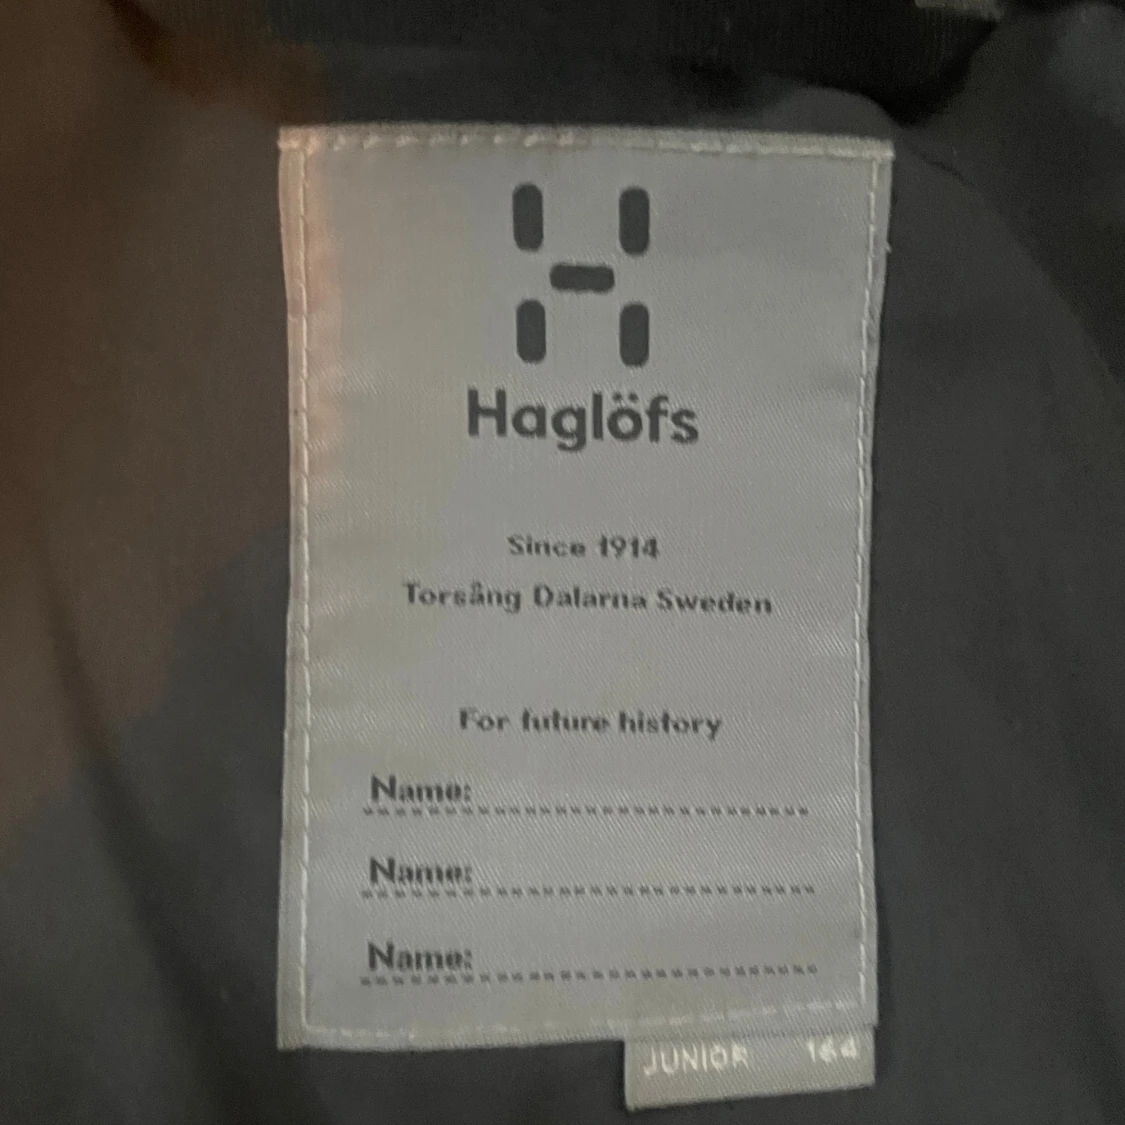 Haglöfs
Since 1914
Torsång Dalarna Sweden
For future history
Name:
Name:
Name:
JUNIOR 164